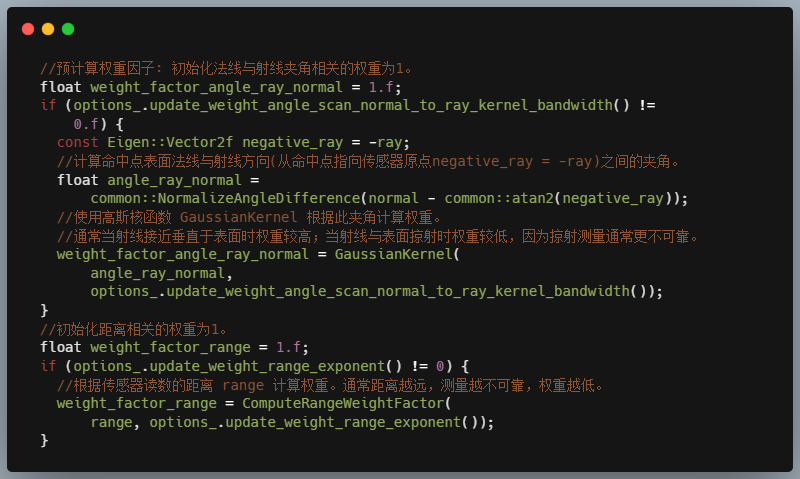 //预计算权重因子: 初始化法线与射线夹角相关的权重为1。
float weight_factor_angle_ray_normal = 1.f;
if (options_.update_weight_angle_scan_normal_to_ray_kernel_bandwidth() !=
    0.f) {
  const Eigen::Vector2f negative_ray = -ray;
  //计算命中点表面法线与射线方向(从命中点指向传感器原点negative_ray = -ray)之间的夹角。
  float angle_ray_normal =
      common::NormalizeAngleDifference(normal - common::atan2(negative_ray));
  //使用高斯核函数 GaussianKernel 根据此夹角计算权重。
  //通常当射线接近垂直于表面时权重较高；当射线与表面掠射时权重较低，因为掠射测量通常更不可靠。
  weight_factor_angle_ray_normal = GaussianKernel(
      angle_ray_normal,
      options_.update_weight_angle_scan_normal_to_ray_kernel_bandwidth());
}
//初始化距离相关的权重为1。
float weight_factor_range = 1.f;
if (options_.update_weight_range_exponent() != 0) {
  //根据传感器读数的距离 range 计算权重。通常距离越远，测量越不可靠，权重越低。
  weight_factor_range = ComputeRangeWeightFactor(
      range, options_.update_weight_range_exponent());
}